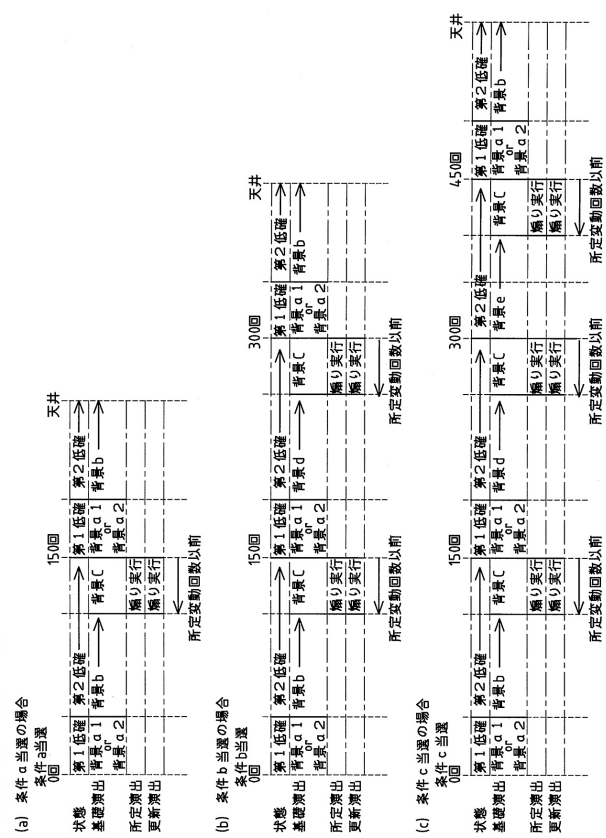 (a) 条件a当選の場合
条件a当選
0回 150回 天井
状態 第1低確 第2低確 第1低確 第2低確
基礎演出 背景a1 or 背景a2 背景b 背景C 背景a1 or 背景a2 背景b
所定演出 煽り実行
更新演出 煽り実行
所定変動回数以前
(b) 条件b当選の場合
条件b当選
0回 150回 300回 天井
状態 第1低確 第2低確 第1低確 第2低確 第1低確 第2低確
基礎演出 背景a1 or 背景a2 背景b 背景C 背景a1 or 背景a2 背景d 背景C 背景a1 or 背景a2 背景b
所定演出 煽り実行 煽り実行
更新演出 煽り実行 煽り実行
所定変動回数以前 所定変動回数以前
(c) 条件c当選の場合
条件c当選
0回 150回 300回 450回 天井
状態 第1低確 第2低確 第1低確 第2低確 第2低確 第1低確 第2低確
基礎演出 背景a1 or 背景a2 背景b 背景C 背景a1 or 背景a2 背景d 背景C 背景e 背景C 背景a1 or 背景a2 背景b
所定演出 煽り実行 煽り実行 煽り実行
更新演出 煽り実行 煽り実行 煽り実行
所定変動回数以前 所定変動回数以前 所定変動回数以前